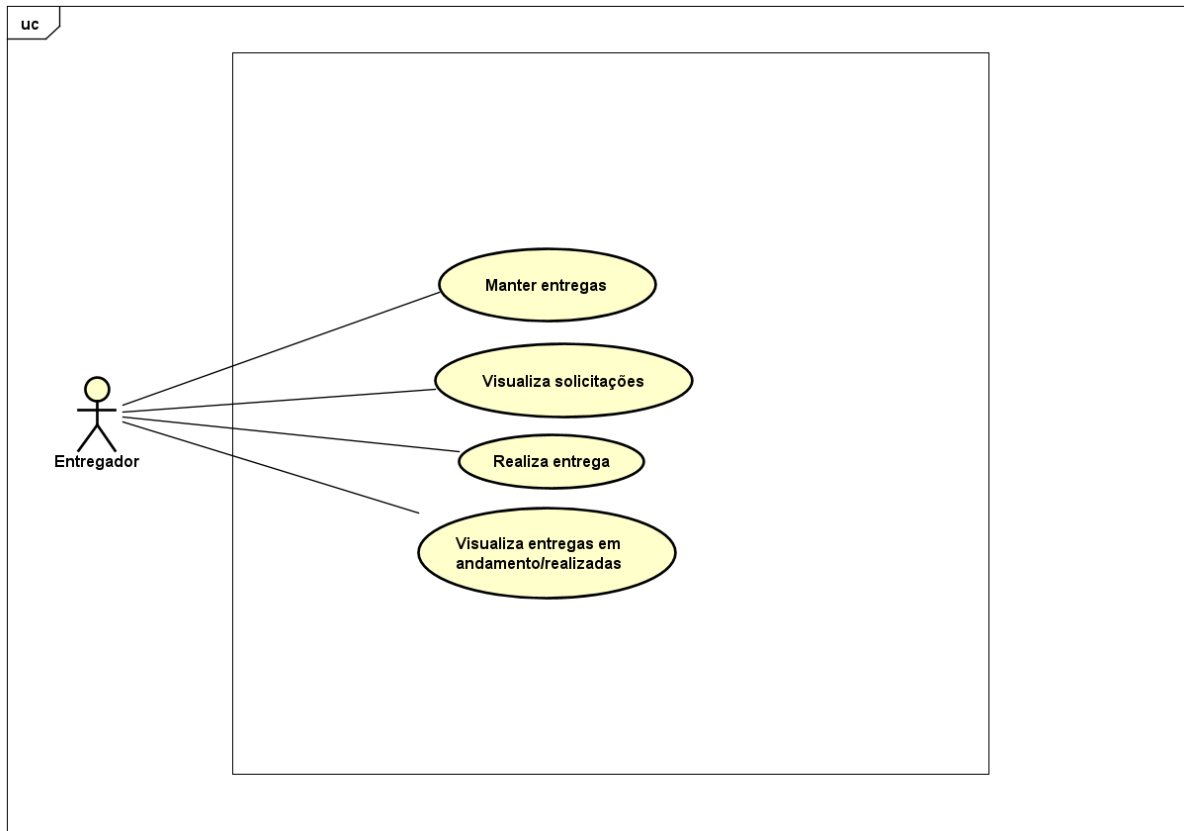 uc
Manter entregas
Visualiza solicitações
Realiza entrega
Entregador
Visualiza entregas em
andamento/realizadas